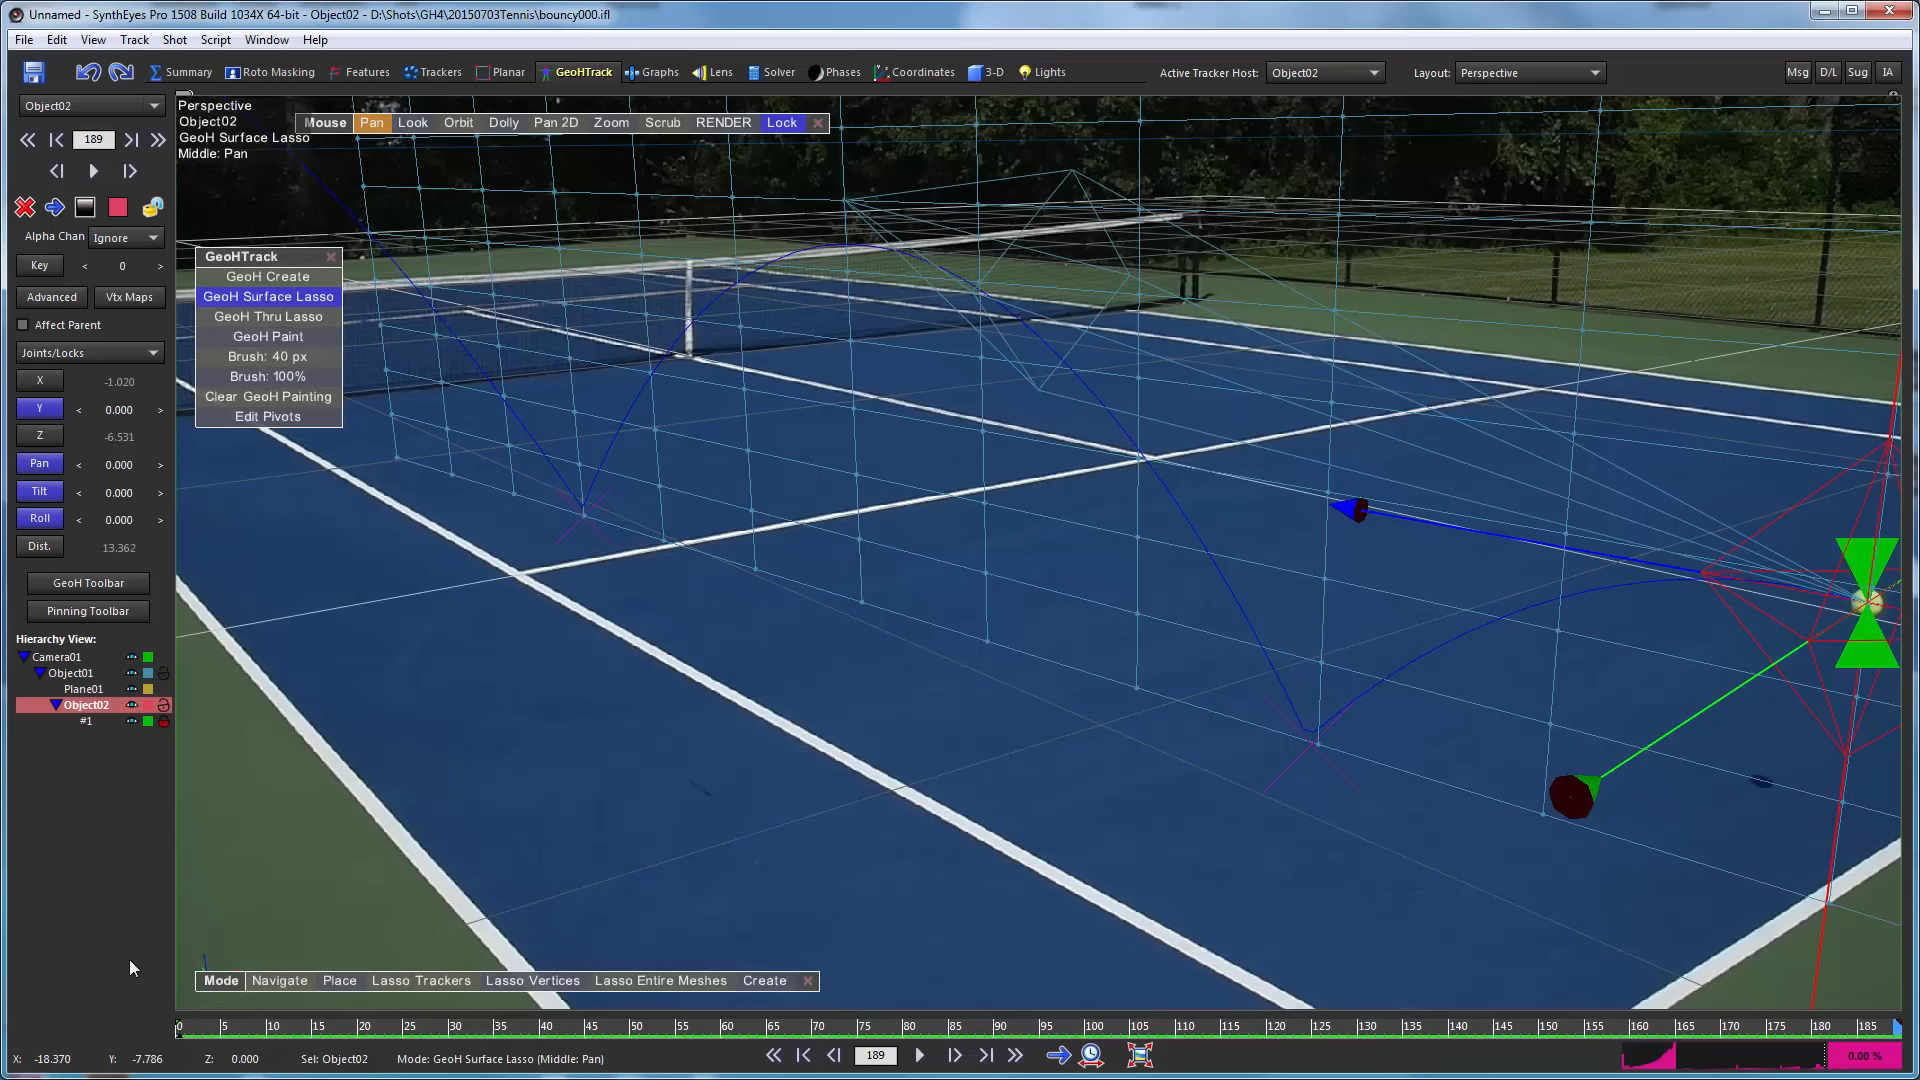 Unnamed - SynthEyes Pro 1508 Build 1034X 64-bit - Object02 - D:\Shots\GH4\20150703Tennis\bouncy000.ifl
File Edit View Track Shot Script Window Help
Summary Roto Masking Features Trackers Planar GeoHTrack Graphs Lens Solver Phases Coordinates 3-D Lights Active Tracker Host: Object02 Layout: Perspective Msg D/L Sug IA
Object02
189
Alpha Chan Ignore
Key < 0 >
Advanced Vtx Maps
Affect Parent
Joints/Locks
X -1.020
Y < 0.000 >
Z -6.531
Pan < 0.000 >
Tilt < 0.000 >
Roll < 0.000 >
Dist. 13.362
GeoH Toolbar
Pinning Toolbar
Hierarchy View:
Camera01
Object01
Plane01
Object02
#1
Perspective
Object02
GeoH Surface Lasso
Middle: Pan
Mouse Pan Look Orbit Dolly Pan 2D Zoom Scrub RENDER Lock
GeoHTrack
GeoH Create
GeoH Surface Lasso
GeoH Thru Lasso
GeoH Paint
Brush: 40 px
Brush: 100%
Clear GeoH Painting
Edit Pivots
Mode Navigate Place Lasso Trackers Lasso Vertices Lasso Entire Meshes Create
0 5 10 15 20 25 30 35 40 45 50 55 60 65 70 75 80 85 90 95 100 105 110 115 120 125 130 135 140 145 150 155 160 165 170 175 180 185
X: -18.370 Y: -7.786 Z: 0.000 Sel: Object02 Mode: GeoH Surface Lasso (Middle: Pan) 189 0.00 %